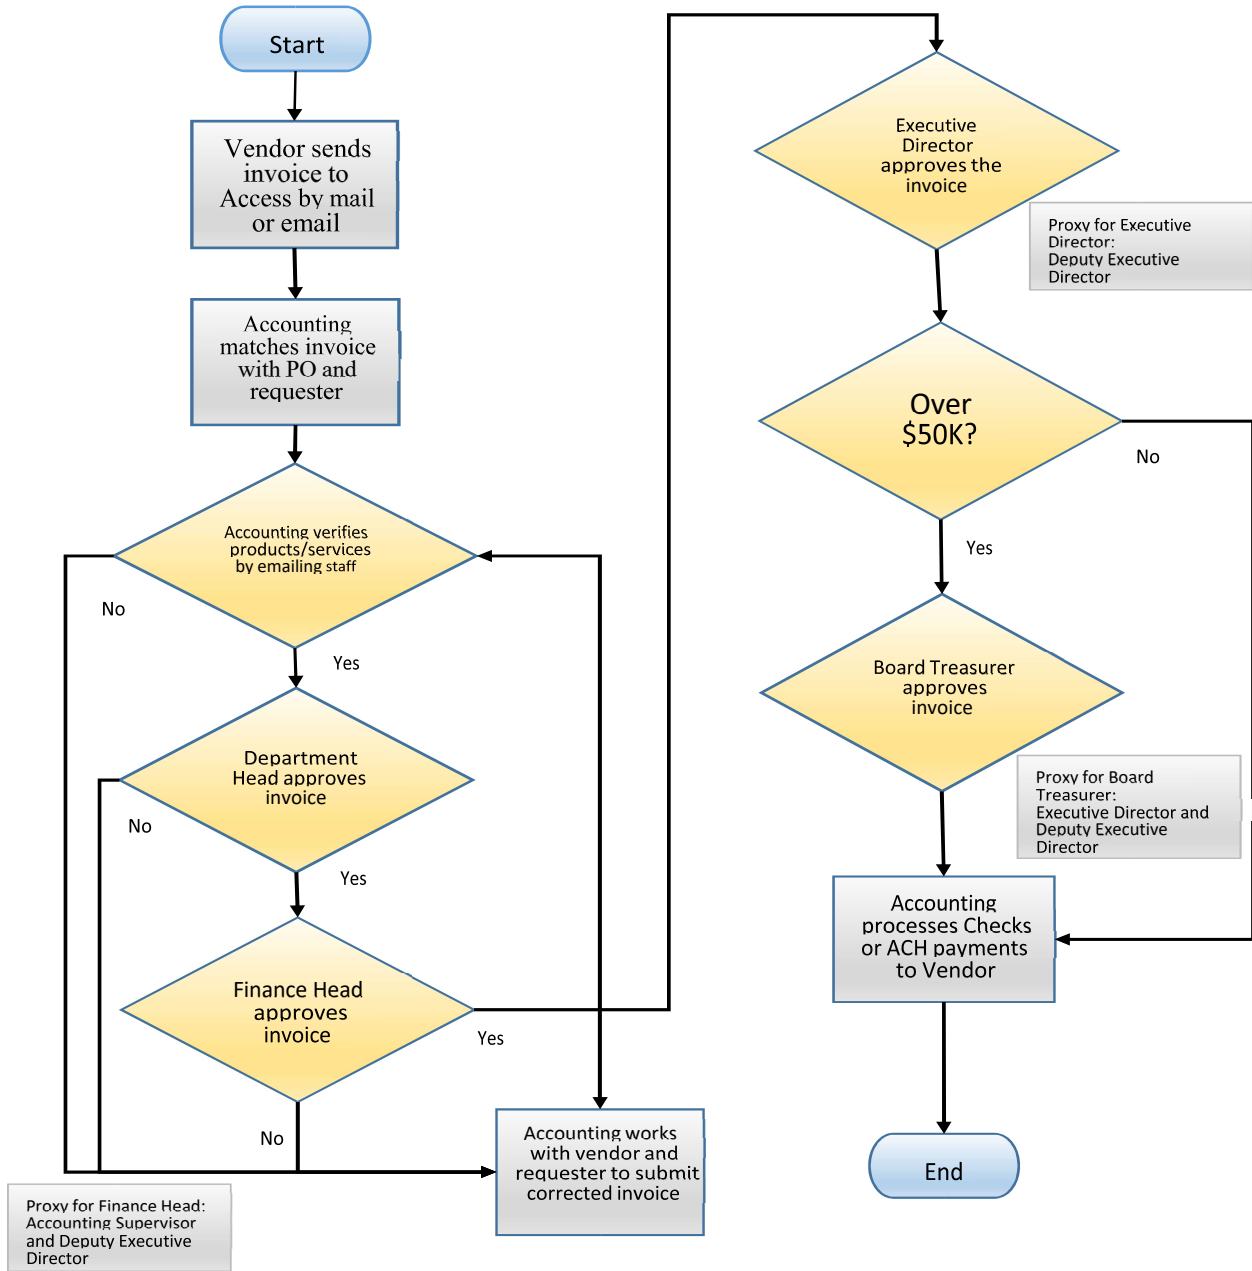 Start
Vendor sends
invoice to
Access by mail
or email
Accounting
matches invoice
with PO and
requester
Accounting verifies
products/services
by emailing staff
No
Yes
Department
Head approves
invoice
No
Yes
Finance Head
approves
invoice
Yes
No
Accounting works
with vendor and
requester to submit
corrected invoice
Proxy for Finance Head:
Accounting Supervisor
and Deputy Executive
Director
Executive
Director
approves the
invoice
Proxy for Executive
Director:
Deputy Executive
Director
Over
$50K?
No
Yes
Board Treasurer
approves
invoice
Proxy for Board
Treasurer:
Executive Director and
Deputy Executive
Director
Accounting
processes Checks
or ACH payments
to Vendor
End